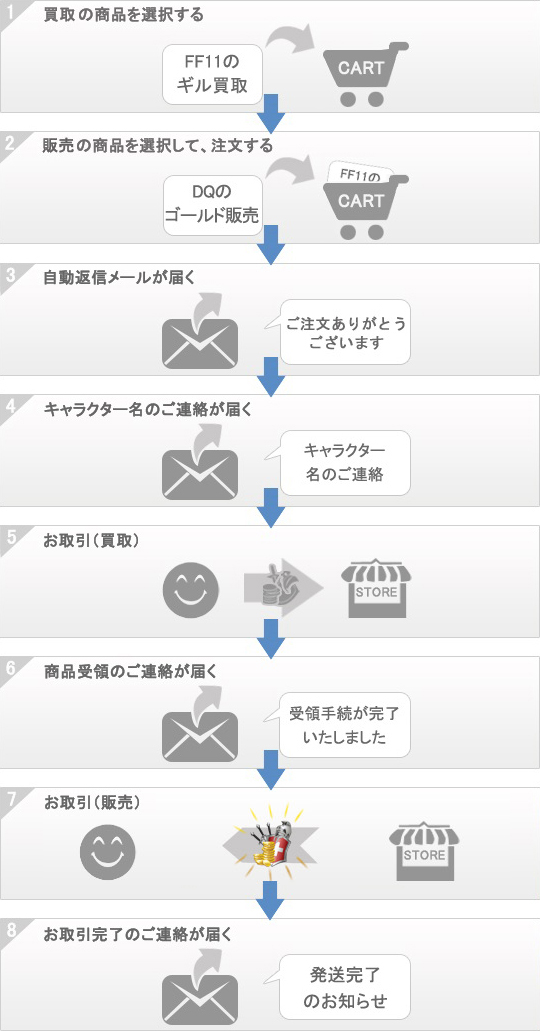 1
買取の商品を選択する
FF11の
ギル買取
CART
2
販売の商品を選択して、注文する
DQの
ゴールド販売
FF11の
CART
3
自動返信メールが届く
ご注文ありがとう
ございます
4
キャラクター名のご連絡が届く
キャラクター
名のご連絡
5
お取引（買取）
STORE
6
商品受領のご連絡が届く
受領手続が完了
いたしました
7
お取引（販売）
STORE
8
お取引完了のご連絡が届く
発送完了
のお知らせ